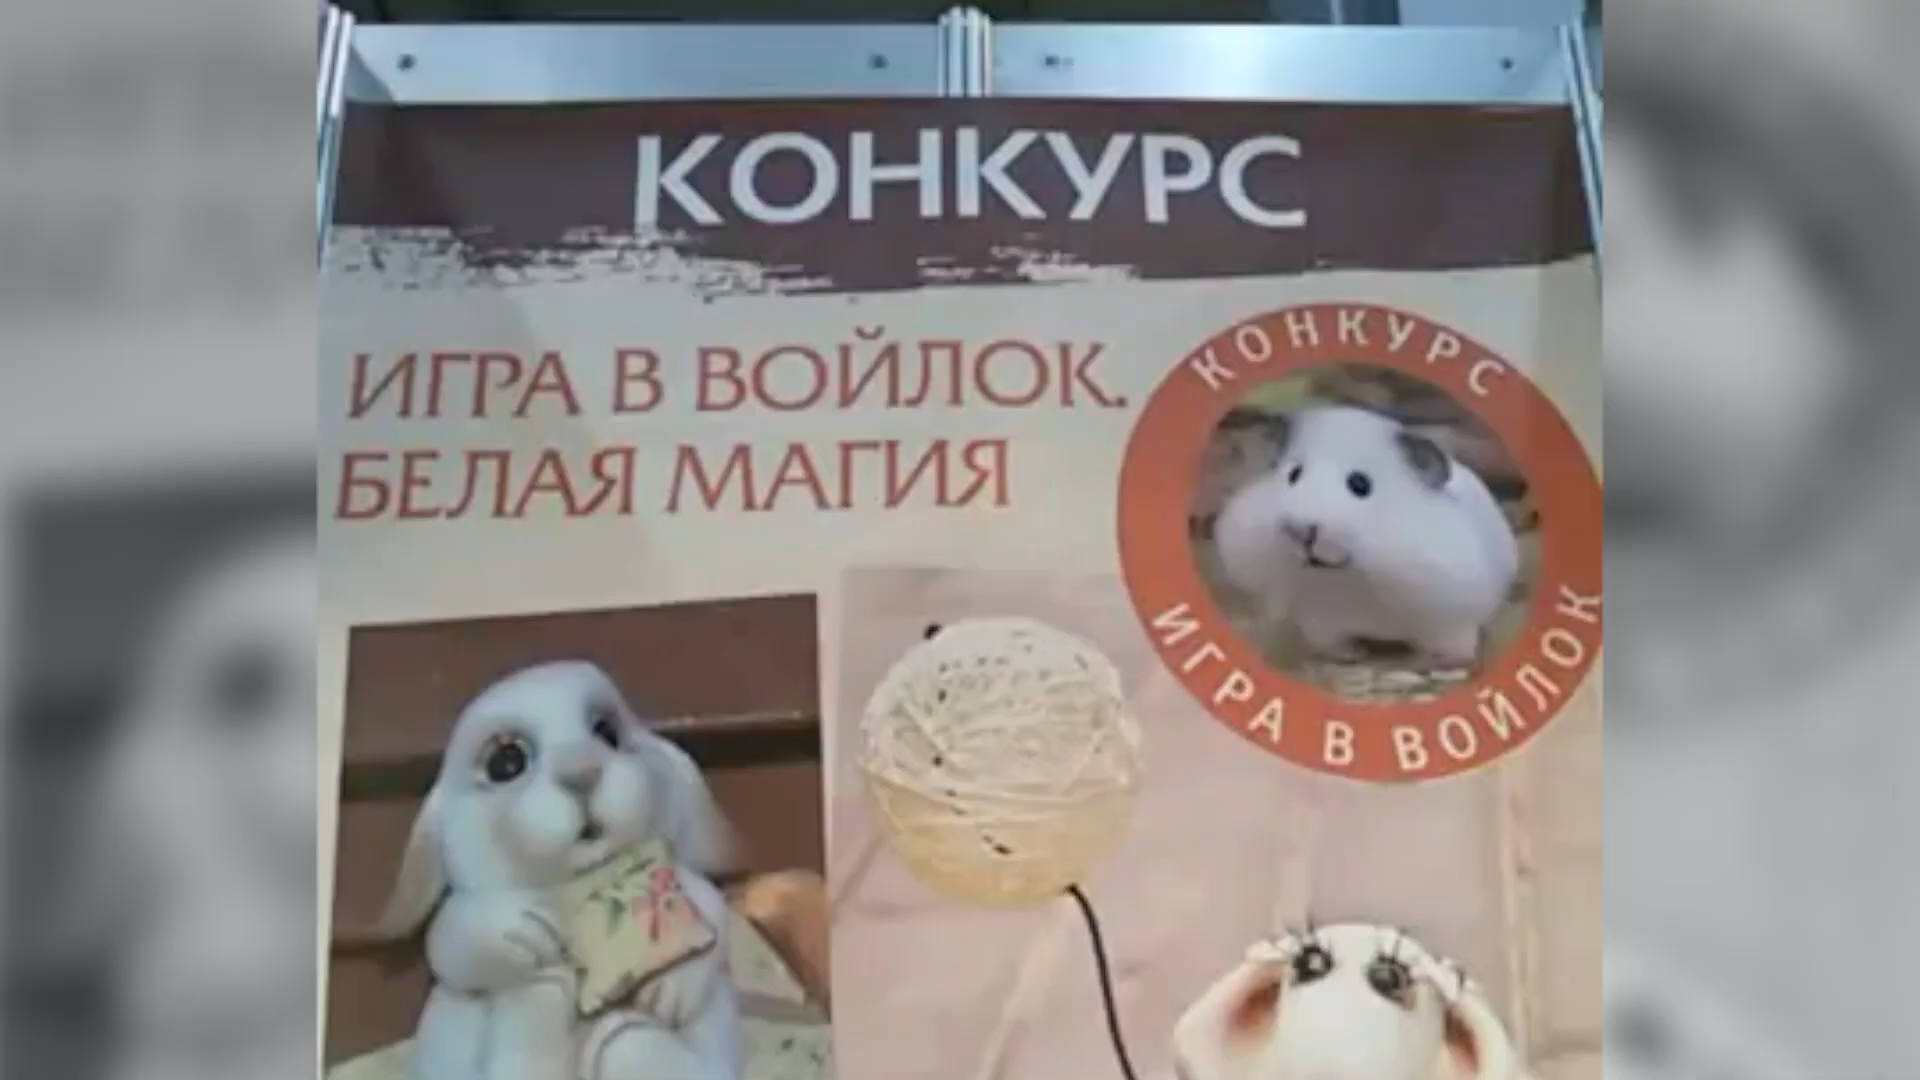 КОНКУРС
ИГРА В ВОЙЛОК.
БЕЛАЯ МАГИЯ
КОНКУРС
ИГРА В ВОЙЛОК